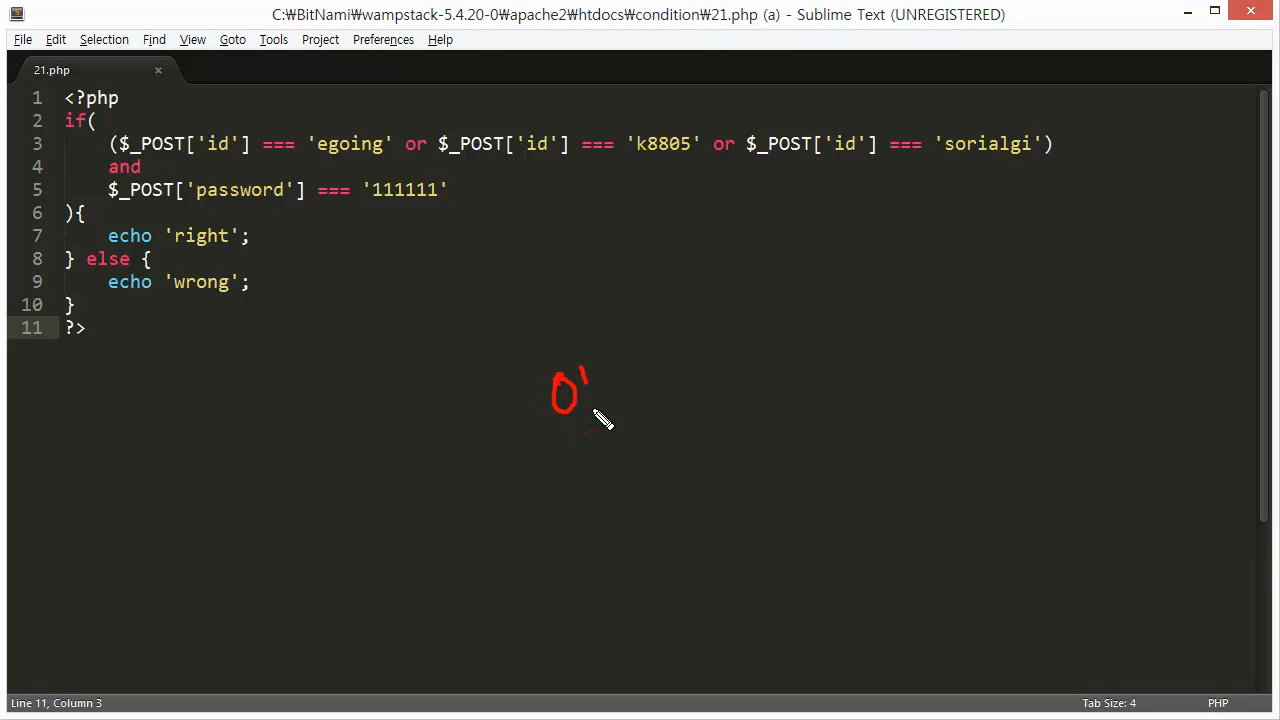 C:₩BitNami₩wampstack-5.4.20-0₩apache2₩htdocs₩condition₩21.php (a) - Sublime Text (UNREGISTERED)
File Edit Selection Find View Goto Tools Project Preferences Help
21.php
1 <?php
2 if(
3 ($_POST['id'] === 'egoing' or $_POST['id'] === 'k8805' or $_POST['id'] === 'sorialgi')
4 and
5 $_POST['password'] === '111111'
6 ){
7 echo 'right';
8 } else {
9 echo 'wrong';
10 }
11 ?>
Line 11, Column 3 Tab Size: 4 PHP